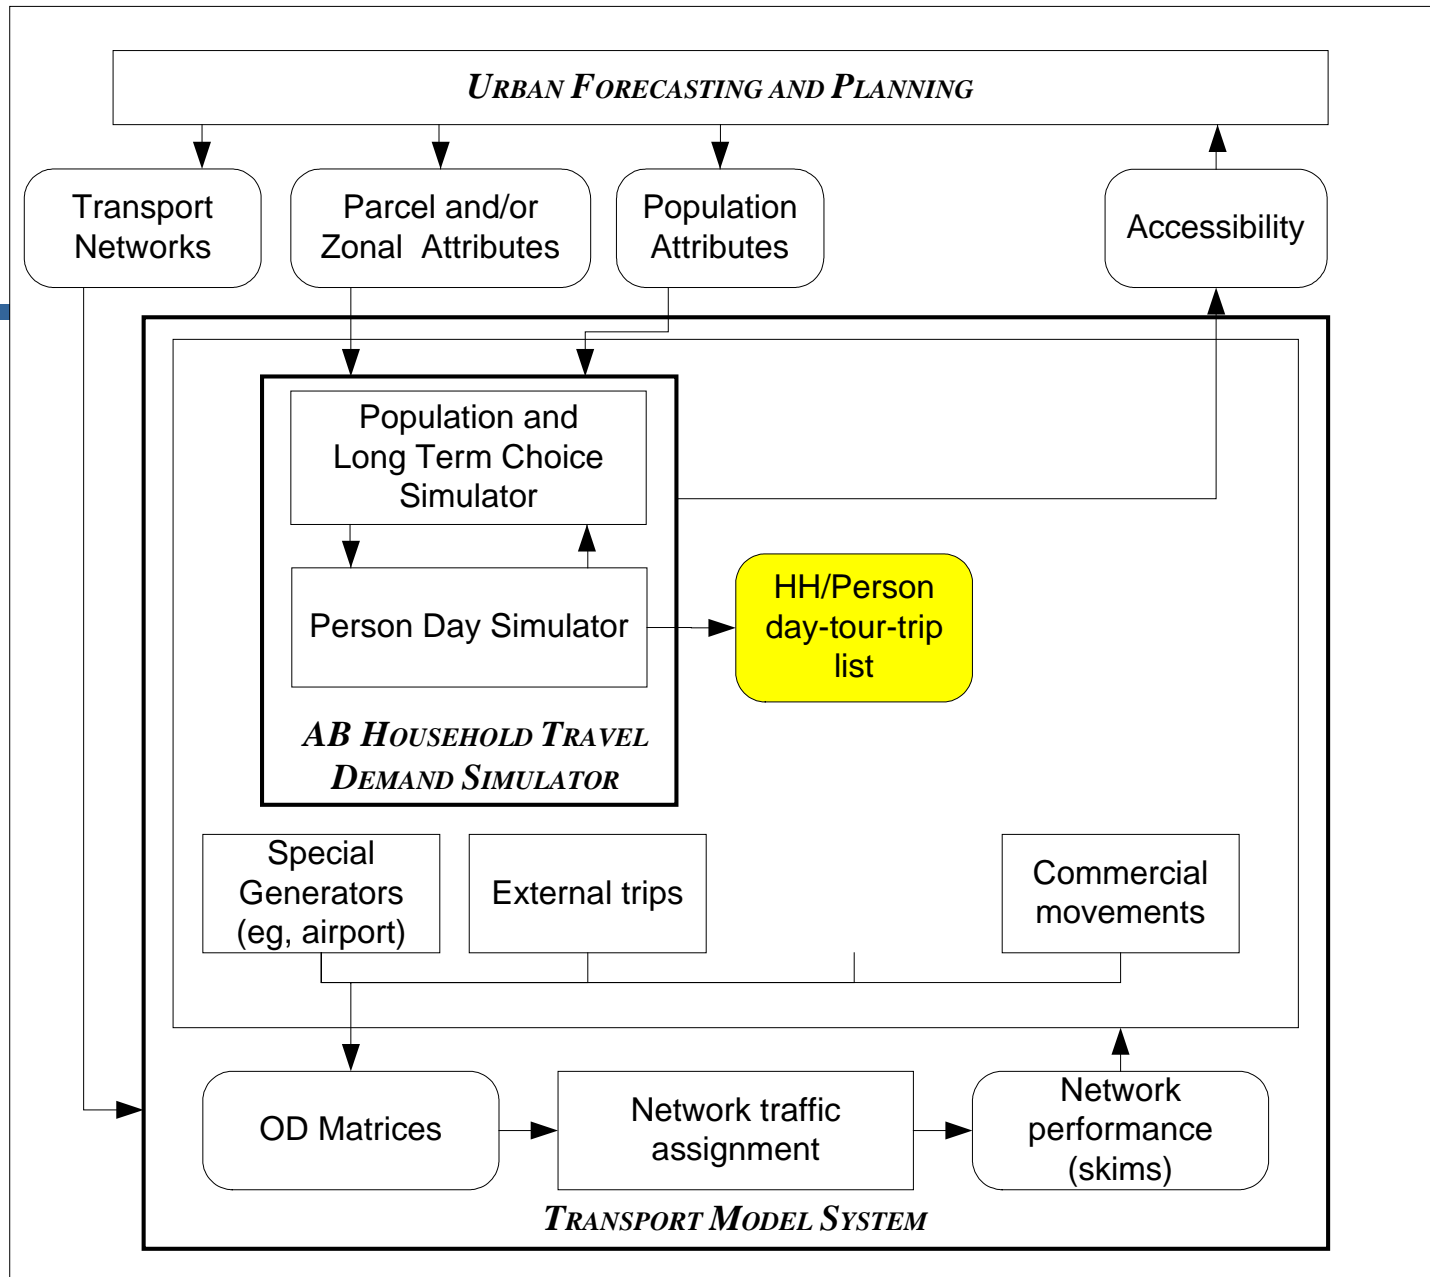 URBAN FORECASTING AND PLANNING
Transport
Networks
Parcel and/or
Zonal Attributes
Population
Attributes
Accessibility
Population and
Long Term Choice
Simulator
Person Day Simulator
HH/Person
day-tour-trip
list
AB HOUSEHOLD TRAVEL
DEMAND SIMULATOR
Special
Generators
(eg, airport)
External trips
Commercial
movements
OD Matrices
Network traffic
assignment
Network
performance
(skims)
TRANSPORT MODEL SYSTEM